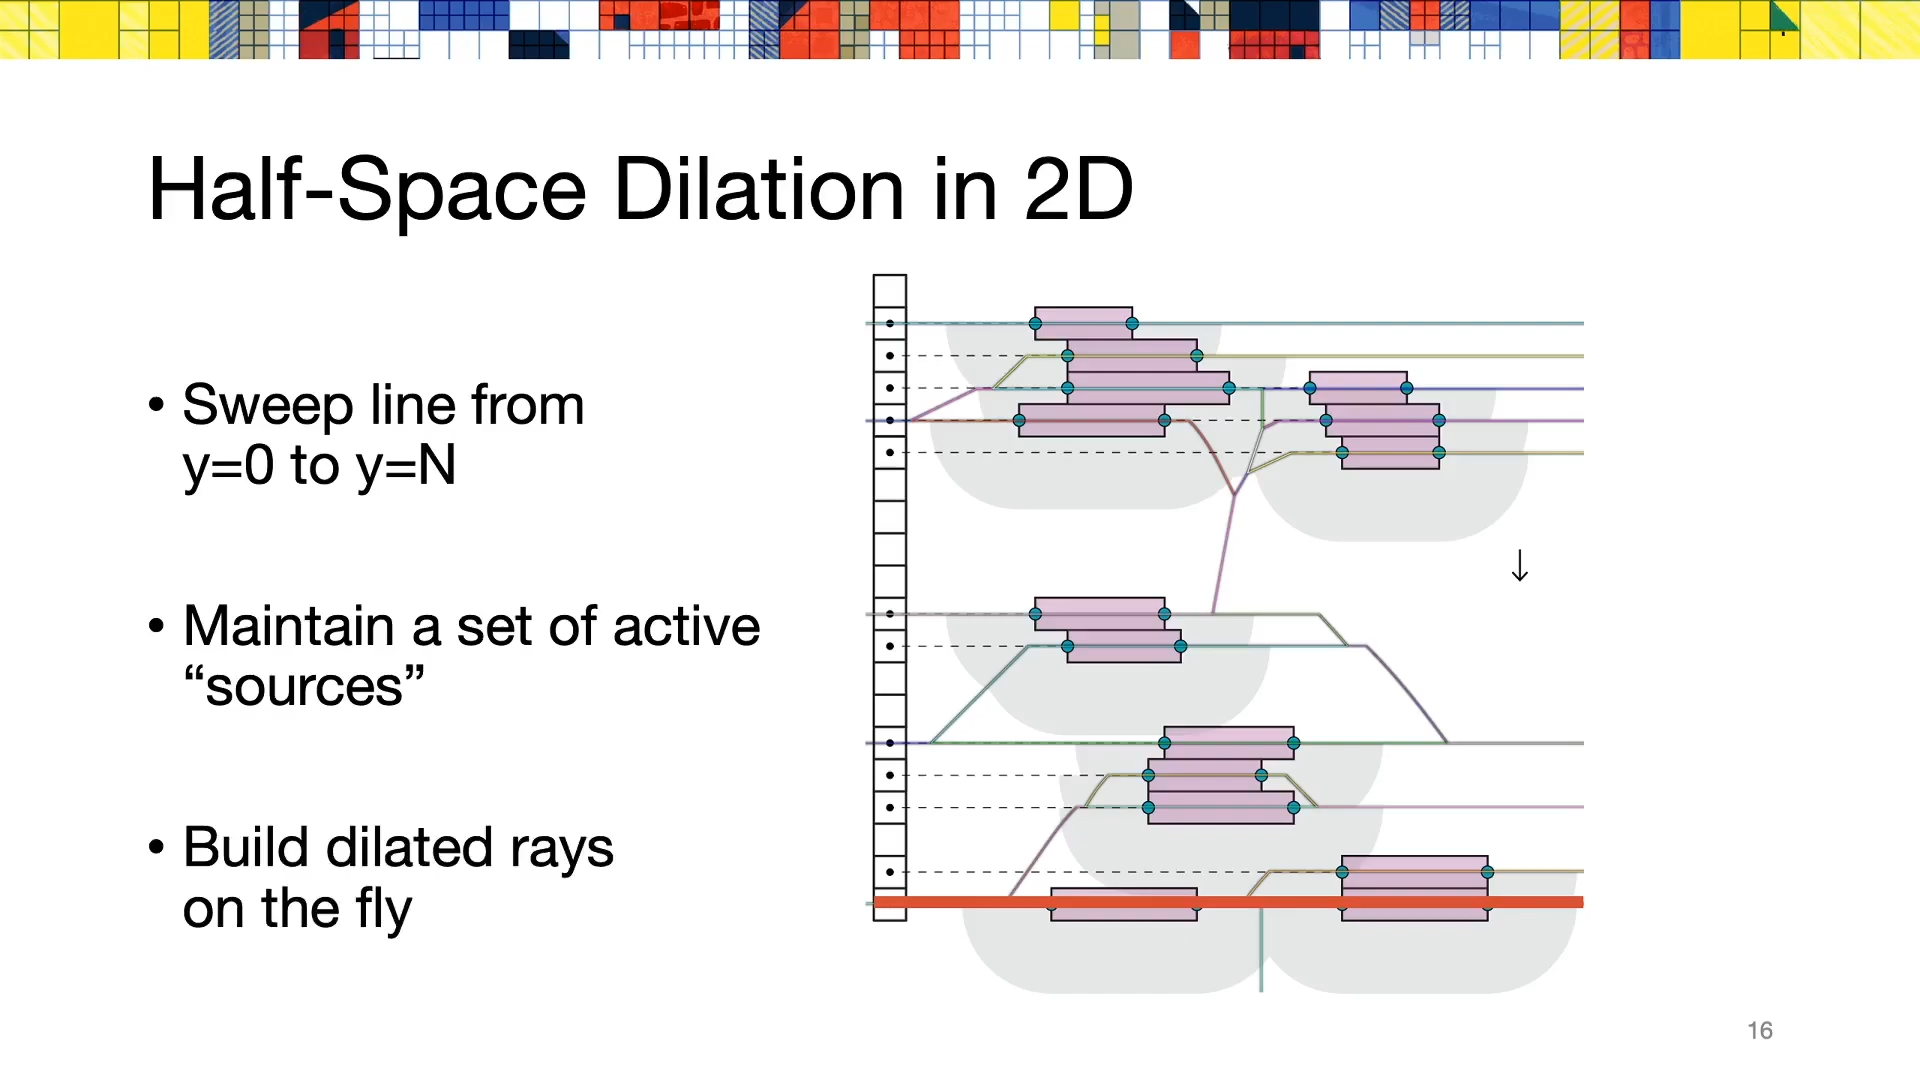 Half-Space Dilation in 2D
• Sweep line from
y=0 to y=N
• Maintain a set of active
“sources”
• Build dilated rays
on the fly
16